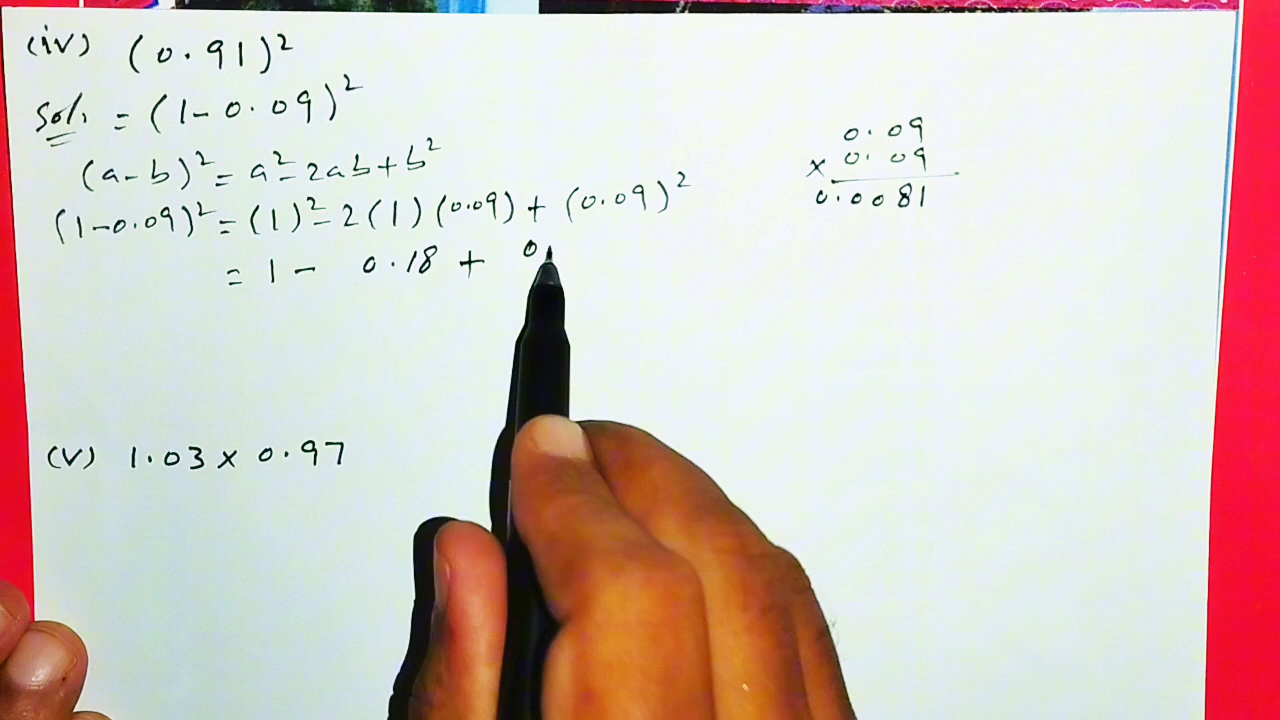 (iv) (0.91)²
Sol: = (1-0.09)²
(a-b)² = a²-2ab+b²
(1-0.09)² = (1)²-2(1)(0.09) + (0.09)²
= 1 - 0.18 + 0.
0.09
× 0.09
0.0081
(V) 1.03 × 0.97